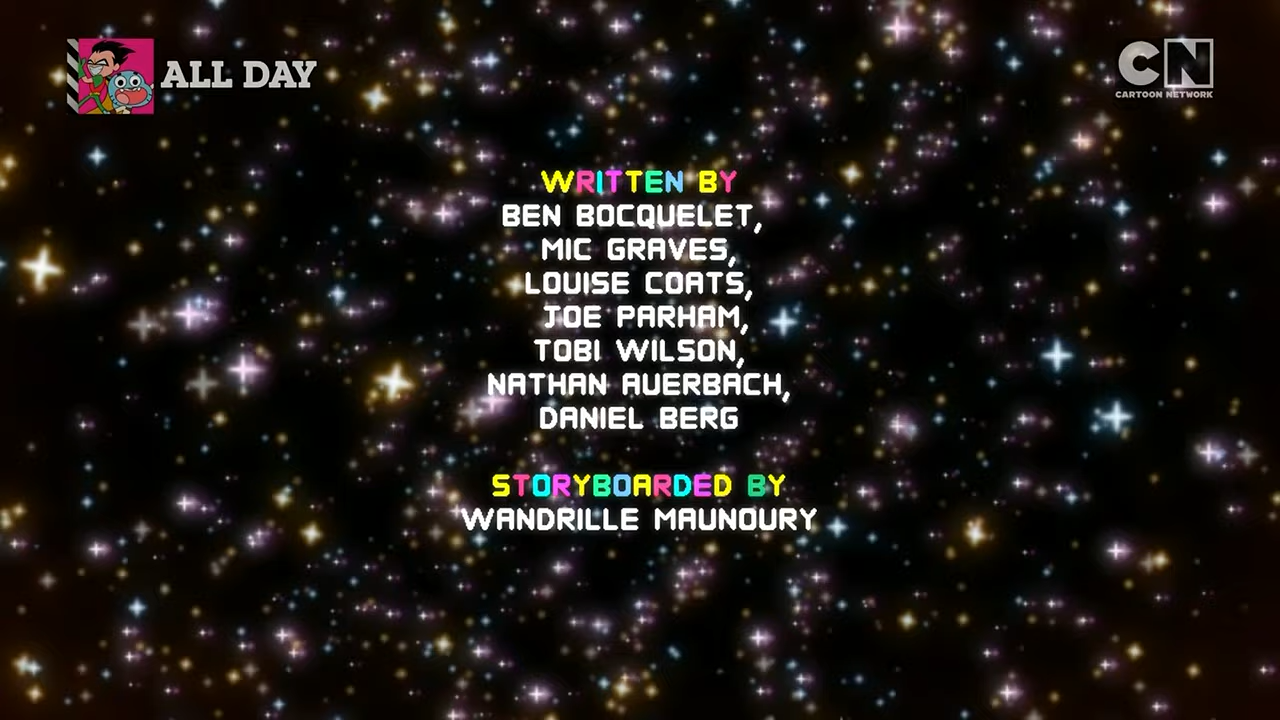 ALL DAY
CN
CARTOON NETWORK
WRITTEN BY
BEN BOCQUELET,
MIC GRAVES,
LOUISE COATS,
JOE PARHAM,
TOBI WILSON,
NATHAN AUERBACH,
DANIEL BERG
STORYBOARDED BY
WANDRILLE MAUNOURY